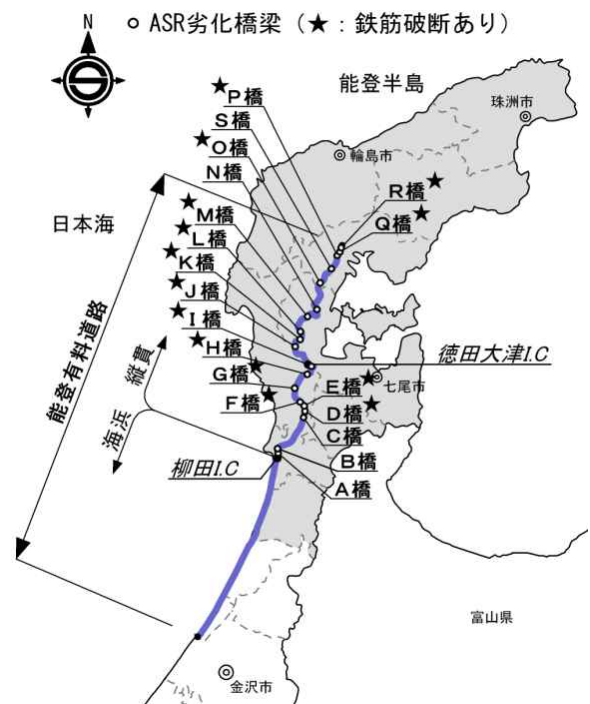 N
○ ASR劣化橋梁（★：鉄筋破断あり）
能登半島
珠洲市
輪島市
日本海
★P橋
S橋
★O橋
N橋
★M橋
★L橋
★K橋
★J橋
★I橋
★H橋
★G橋
★F橋
R橋★
Q橋★
徳田大津I.C
七尾市
E橋★
D橋★
C橋
B橋
A橋
柳田I.C
能登有料道路
縦貫
海浜
富山県
金沢市